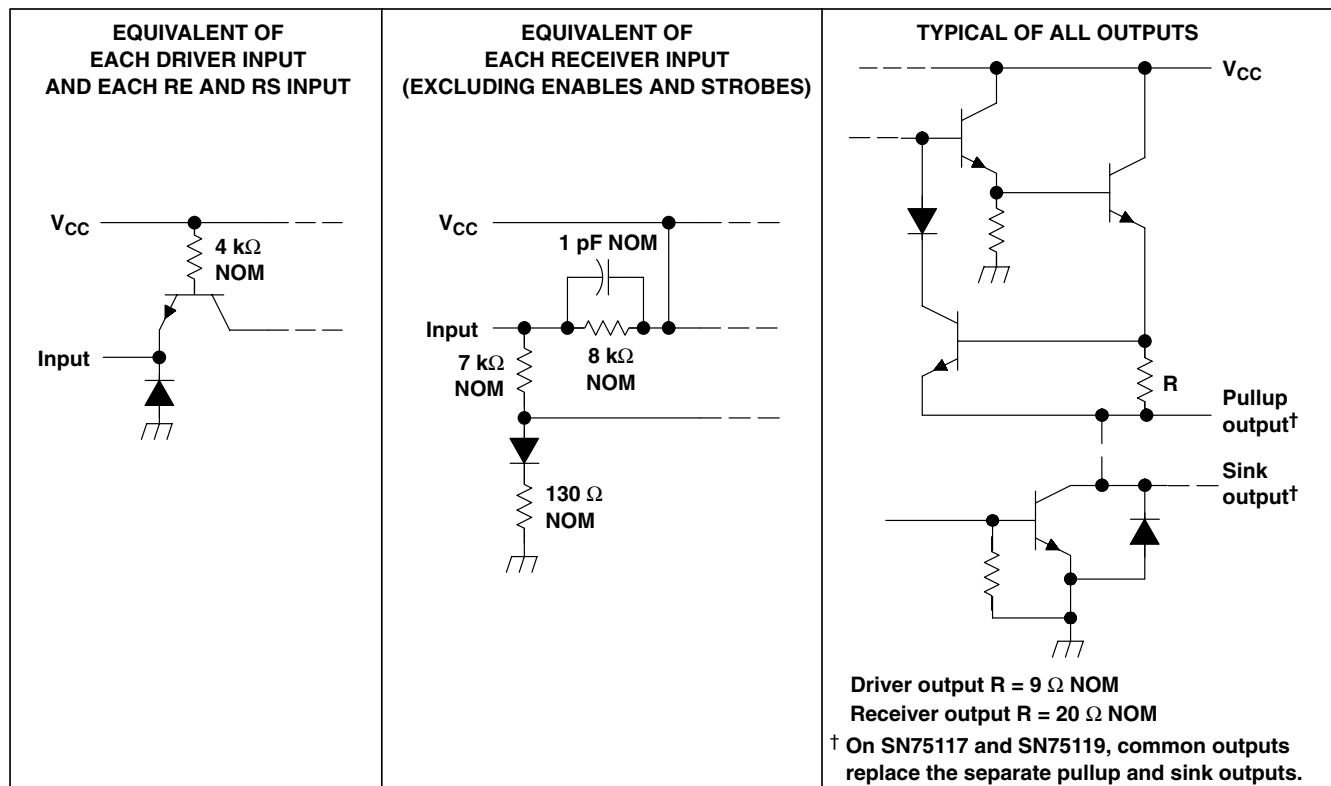 EQUIVALENT OF
EACH DRIVER INPUT
AND EACH RE AND RS INPUT
VCC
4 kΩ
NOM
Input
EQUIVALENT OF
EACH RECEIVER INPUT
(EXCLUDING ENABLES AND STROBES)
VCC
1 pF NOM
Input
7 kΩ
NOM
8 kΩ
NOM
130 Ω
NOM
TYPICAL OF ALL OUTPUTS
VCC
R
Pullup
output†
Sink
output†
Driver output R = 9 Ω NOM
Receiver output R = 20 Ω NOM
† On SN75117 and SN75119, common outputs
replace the separate pullup and sink outputs.